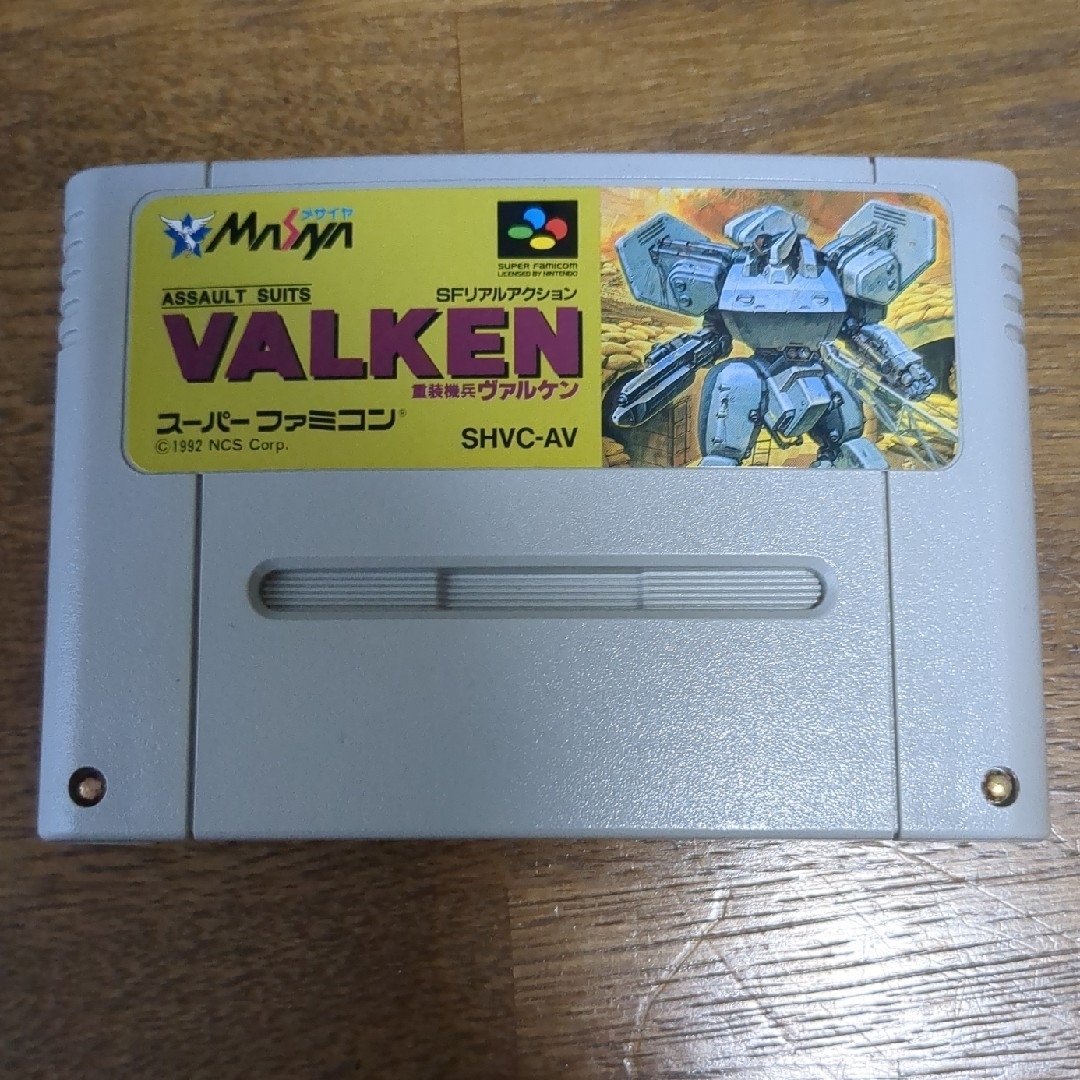 メサイヤ
MASAYA
SUPER FAMICOM
LICENSED BY NINTENDO
ASSAULT SUITS
SFリアルアクション
VALKEN
重装機兵ヴァルケン
スーパーファミコン®
SHVC-AV
©1992 NCS Corp.